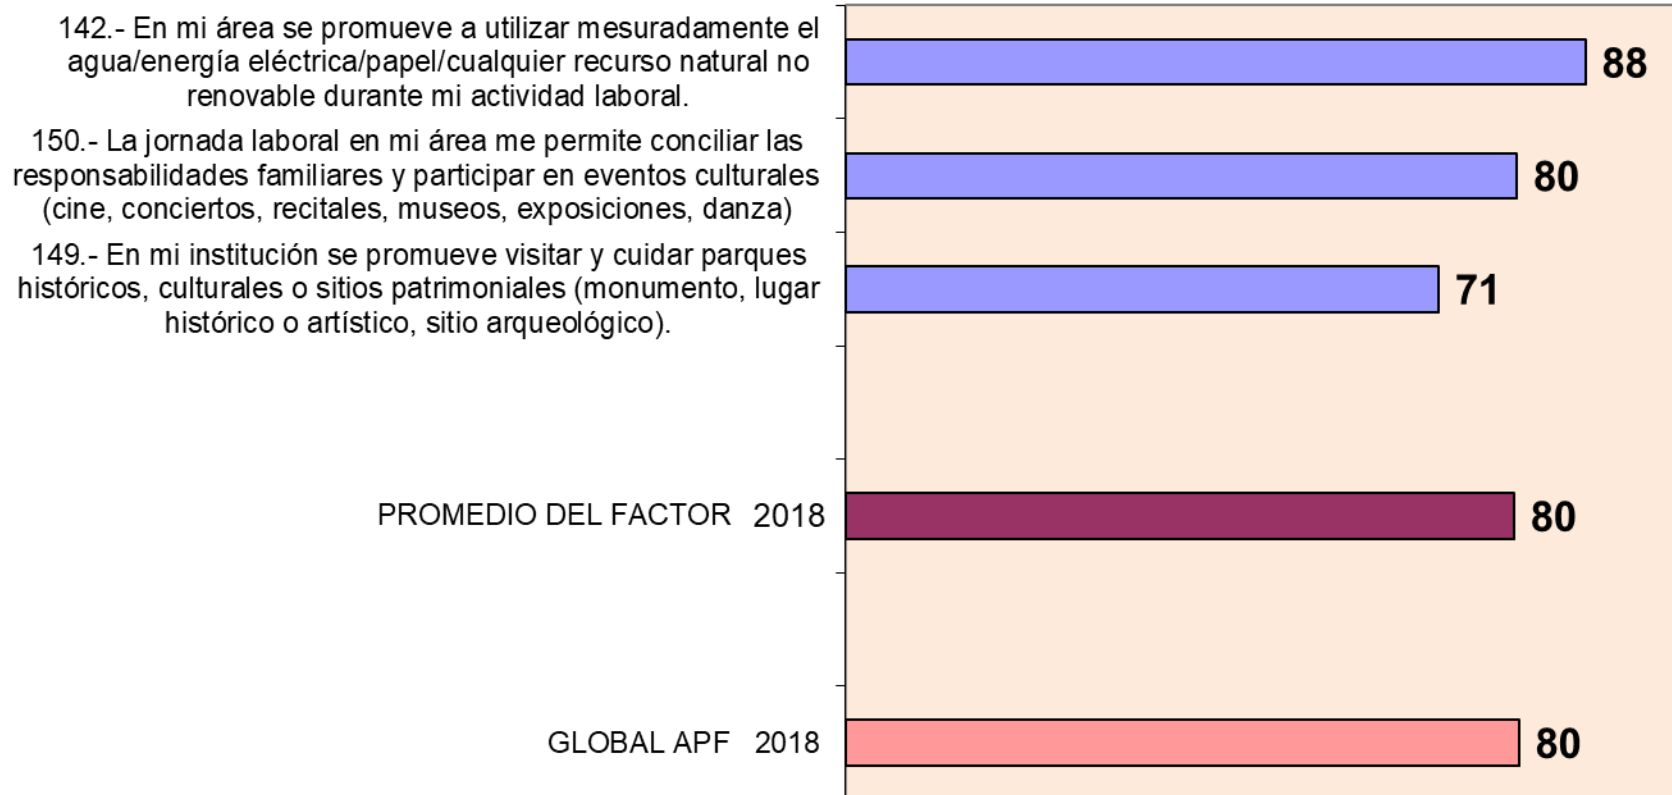 142.- En mi área se promueve a utilizar mesuradamente el
agua/energía eléctrica/papel/cualquier recurso natural no
renovable durante mi actividad laboral.
88
150.- La jornada laboral en mi área me permite conciliar las
responsabilidades familiares y participar en eventos culturales
(cine, conciertos, recitales, museos, exposiciones, danza)
80
149.- En mi institución se promueve visitar y cuidar parques
históricos, culturales o sitios patrimoniales (monumento, lugar
histórico o artístico, sitio arqueológico).
71
PROMEDIO DEL FACTOR 2018
80
GLOBAL APF 2018
80